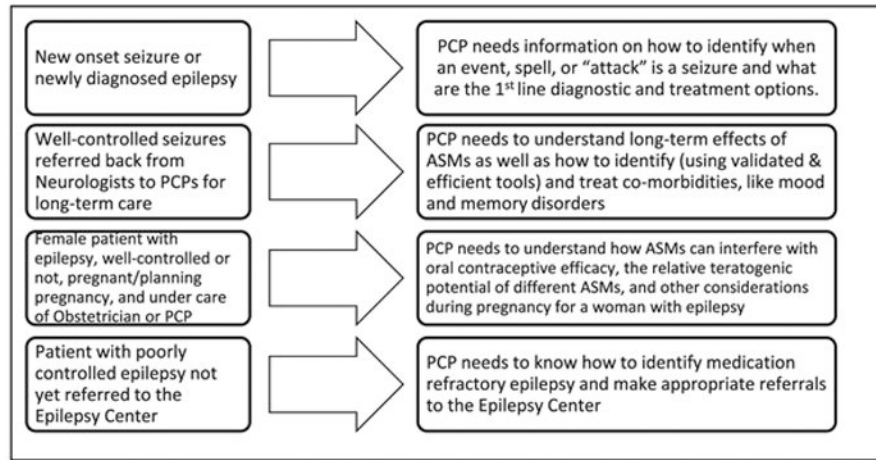 New onset seizure or
newly diagnosed epilepsy
PCP needs information on how to identify when
an event, spell, or “attack” is a seizure and what
are the 1st line diagnostic and treatment options.
Well-controlled seizures
referred back from
Neurologists to PCPs for
long-term care
PCP needs to understand long-term effects of
ASMs as well as how to identify (using validated &
efficient tools) and treat co-morbidities, like mood
and memory disorders
Female patient with
epilepsy, well-controlled or
not, pregnant/planning
pregnancy, and under care
of Obstetrician or PCP
PCP needs to understand how ASMs can interfere with
oral contraceptive efficacy, the relative teratogenic
potential of different ASMs, and other considerations
during pregnancy for a woman with epilepsy
Patient with poorly
controlled epilepsy not
yet referred to the
Epilepsy Center
PCP needs to know how to identify medication
refractory epilepsy and make appropriate referrals
to the Epilepsy Center